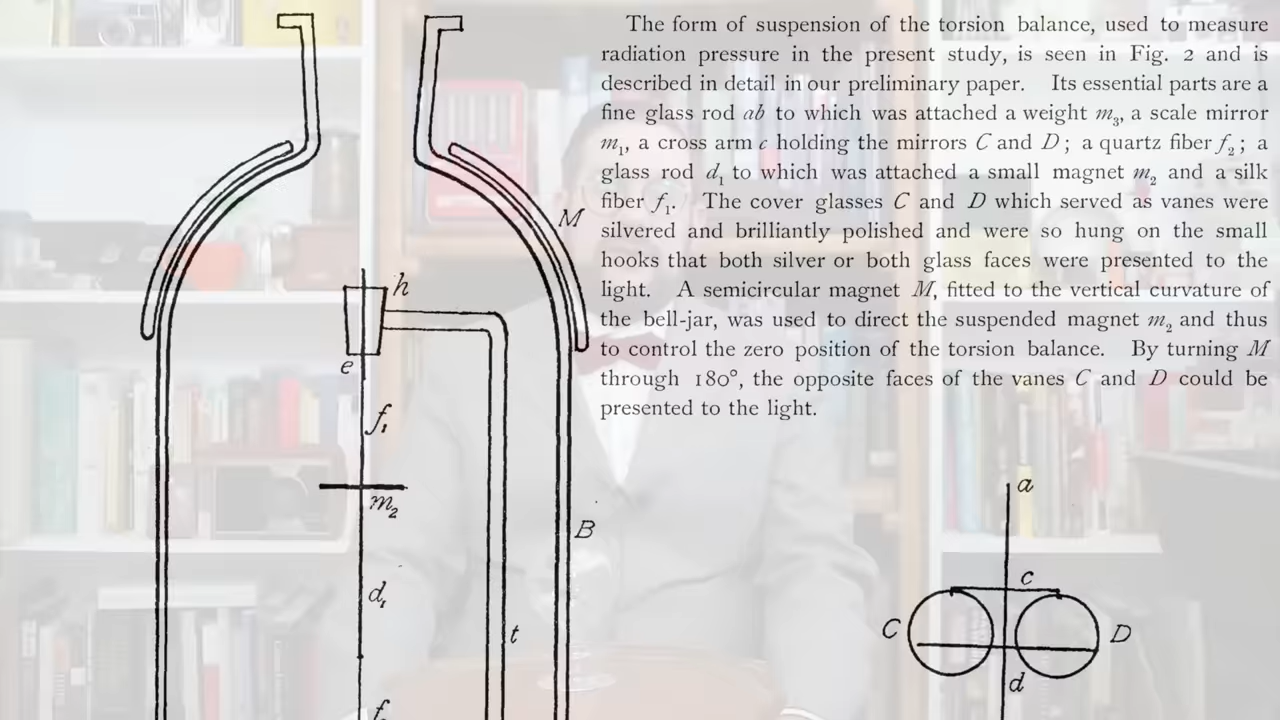 The form of suspension of the torsion balance, used to measure
radiation pressure in the present study, is seen in Fig. 2 and is
described in detail in our preliminary paper. Its essential parts are a
fine glass rod ab to which was attached a weight m₃, a scale mirror
m₁, a cross arm c holding the mirrors C and D; a quartz fiber f₂; a
glass rod d₁ to which was attached a small magnet m₂ and a silk
fiber f₁. The cover glasses C and D which served as vanes were
silvered and brilliantly polished and were so hung on the small
hooks that both silver or both glass faces were presented to the
light. A semicircular magnet M, fitted to the vertical curvature of
the bell-jar, was used to direct the suspended magnet m₂ and thus
to control the zero position of the torsion balance. By turning M
through 180°, the opposite faces of the vanes C and D could be
presented to the light.
M
h
e
f₁
m₂
B
d₁
t
f
a
c
C
D
d